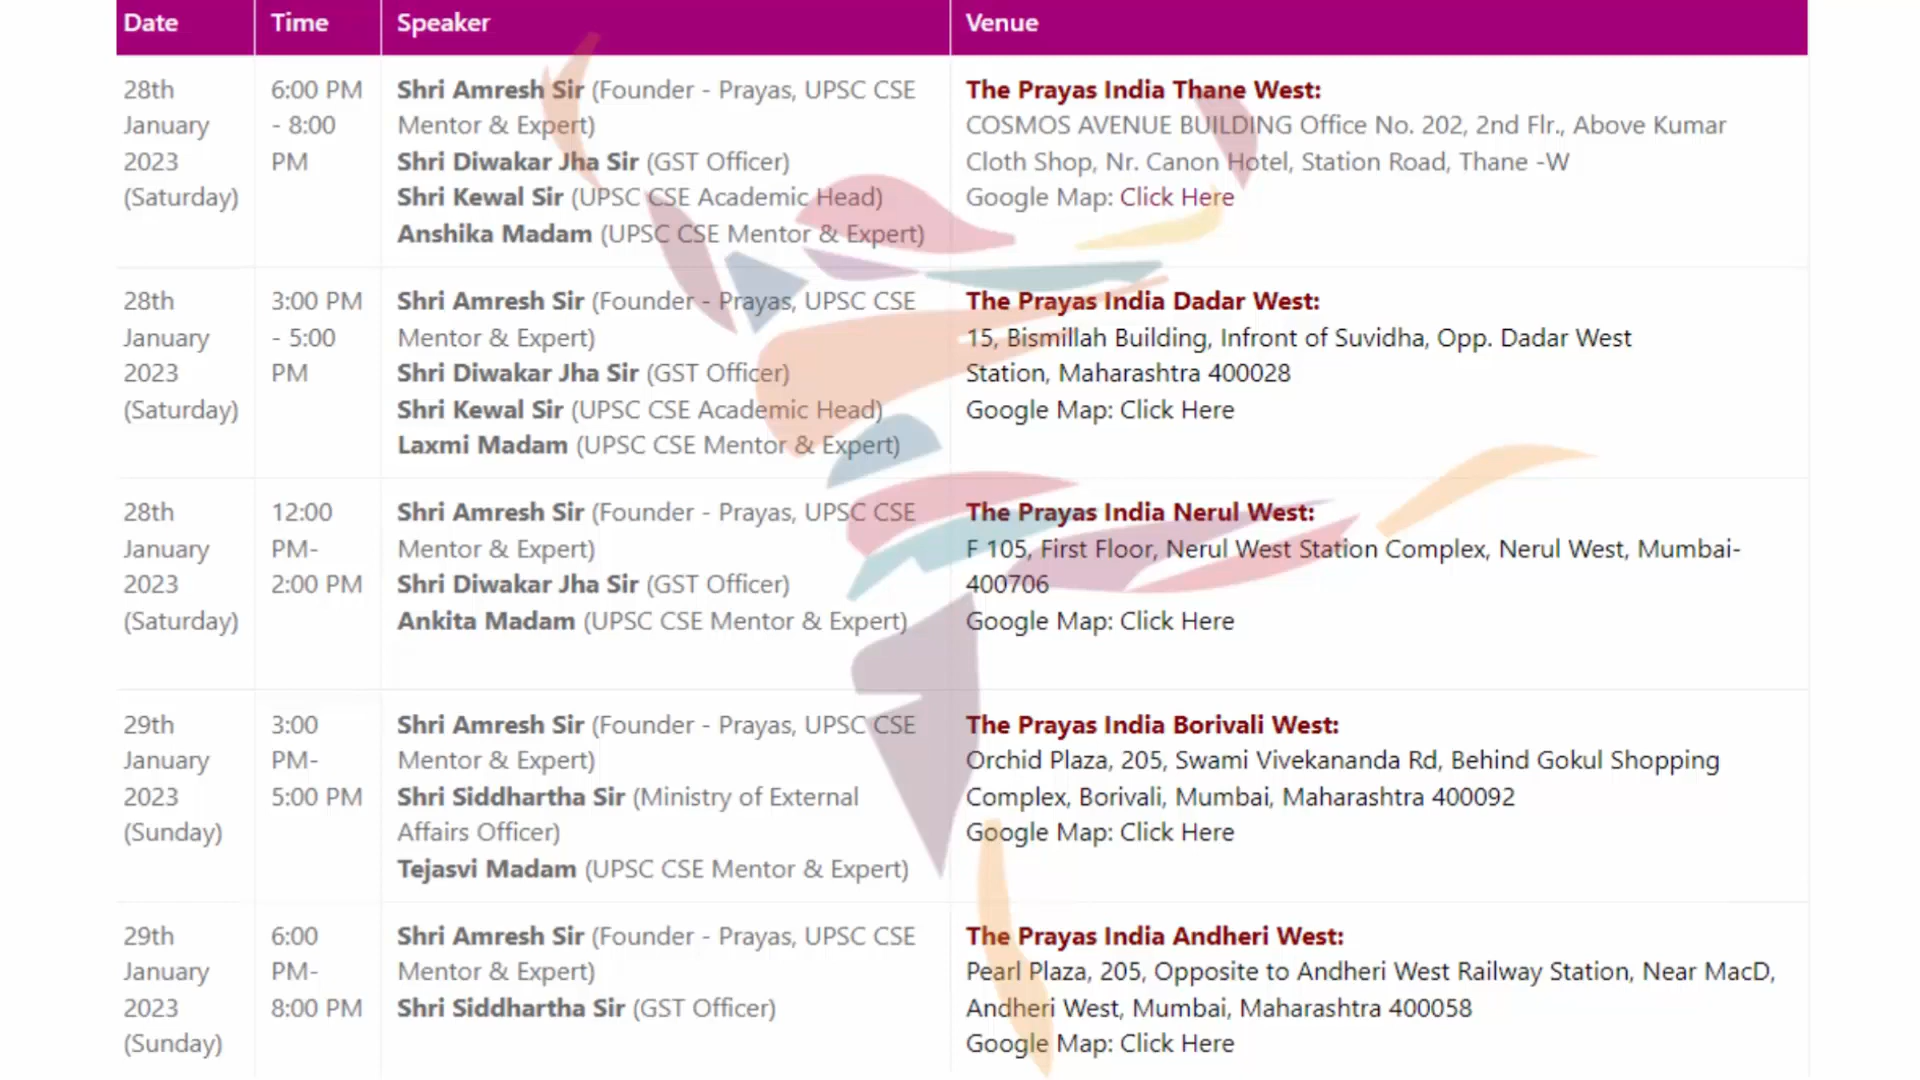 Date Time Speaker Venue
28th
January
2023
(Saturday)
6:00 PM
- 8:00
PM
Shri Amresh Sir (Founder - Prayas, UPSC CSE
Mentor & Expert)
Shri Diwakar Jha Sir (GST Officer)
Shri Kewal Sir (UPSC CSE Academic Head)
Anshika Madam (UPSC CSE Mentor & Expert)
The Prayas India Thane West:
COSMOS AVENUE BUILDING Office No. 202, 2nd Flr., Above Kumar
Cloth Shop, Nr. Canon Hotel, Station Road, Thane -W
Google Map: Click Here
28th
January
2023
(Saturday)
3:00 PM
- 5:00
PM
Shri Amresh Sir (Founder - Prayas, UPSC CSE
Mentor & Expert)
Shri Diwakar Jha Sir (GST Officer)
Shri Kewal Sir (UPSC CSE Academic Head)
Laxmi Madam (UPSC CSE Mentor & Expert)
The Prayas India Dadar West:
15, Bismillah Building, Infront of Suvidha, Opp. Dadar West
Station, Maharashtra 400028
Google Map: Click Here
28th
January
2023
(Saturday)
12:00
PM-
2:00 PM
Shri Amresh Sir (Founder - Prayas, UPSC CSE
Mentor & Expert)
Shri Diwakar Jha Sir (GST Officer)
Ankita Madam (UPSC CSE Mentor & Expert)
The Prayas India Nerul West:
F 105, First Floor, Nerul West Station Complex, Nerul West, Mumbai-
400706
Google Map: Click Here
29th
January
2023
(Sunday)
3:00
PM-
5:00 PM
Shri Amresh Sir (Founder - Prayas, UPSC CSE
Mentor & Expert)
Shri Siddhartha Sir (Ministry of External
Affairs Officer)
Tejasvi Madam (UPSC CSE Mentor & Expert)
The Prayas India Borivali West:
Orchid Plaza, 205, Swami Vivekananda Rd, Behind Gokul Shopping
Complex, Borivali, Mumbai, Maharashtra 400092
Google Map: Click Here
29th
January
2023
(Sunday)
6:00
PM-
8:00 PM
Shri Amresh Sir (Founder - Prayas, UPSC CSE
Mentor & Expert)
Shri Siddhartha Sir (GST Officer)
The Prayas India Andheri West:
Pearl Plaza, 205, Opposite to Andheri West Railway Station, Near MacD,
Andheri West, Mumbai, Maharashtra 400058
Google Map: Click Here